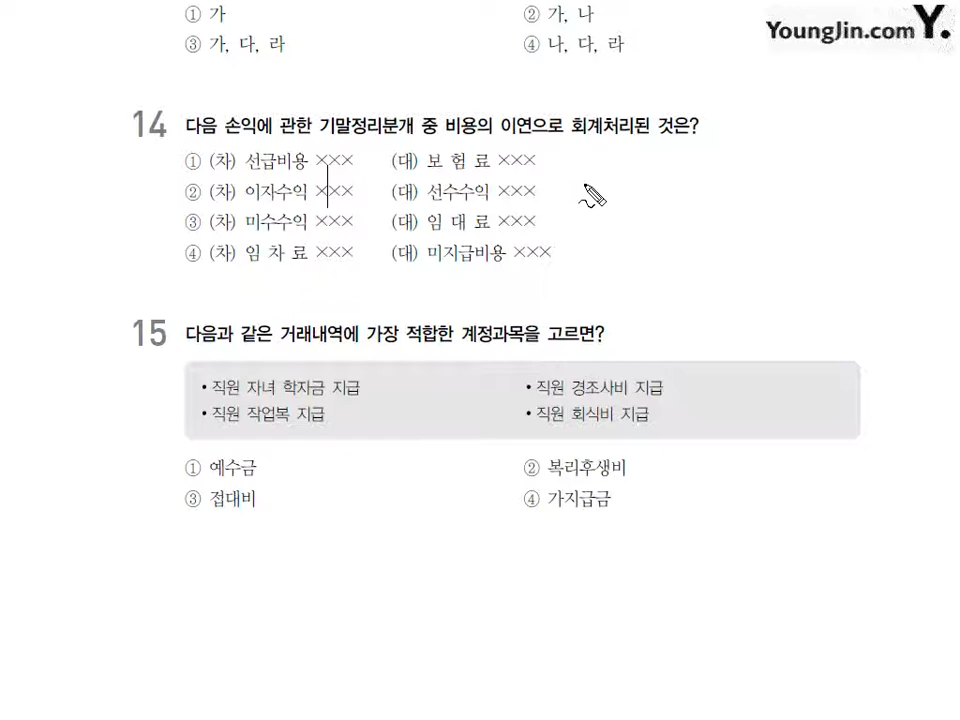 ① 가 ② 가, 나
③ 가, 다, 라 ④ 나, 다, 라
YoungJin.com Y.
14 다음 손익에 관한 기말정리분개 중 비용의 이연으로 회계처리된 것은?
① (차) 선급비용 ××× (대) 보 험 료 ×××
② (차) 이자수익 ××× (대) 선수수익 ×××
③ (차) 미수수익 ××× (대) 임 대 료 ×××
④ (차) 임 차 료 ××× (대) 미지급비용 ×××
15 다음과 같은 거래내역에 가장 적합한 계정과목을 고르면?
• 직원 자녀 학자금 지급 • 직원 경조사비 지급
• 직원 작업복 지급 • 직원 회식비 지급
① 예수금 ② 복리후생비
③ 접대비 ④ 가지급금